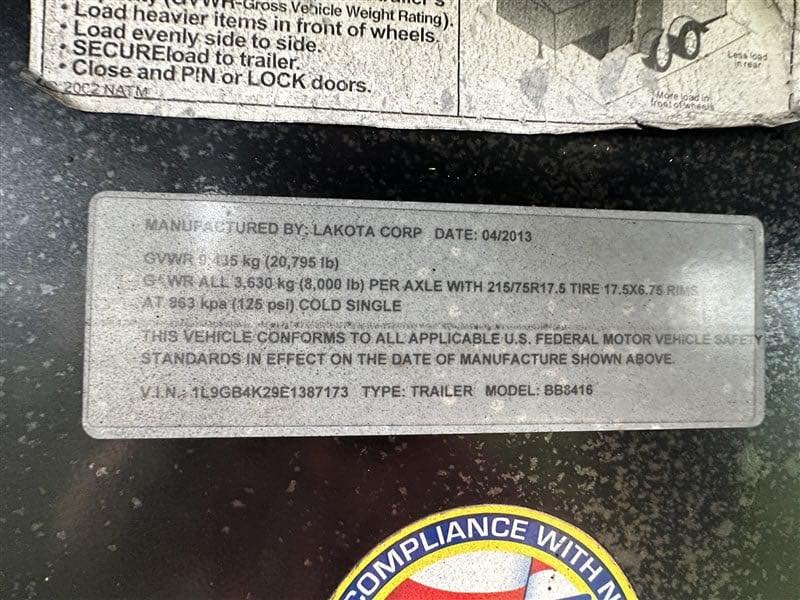 (GVWR-Gross Vehicle Weight Rating).
• Load heavier items in front of wheels.
• Load evenly side to side.
• SECUREload to trailer.
• Close and PIN or LOCK doors.
2002 NATM
Less load
in rear
More load in
front of wheels
MANUFACTURED BY: LAKOTA CORP DATE: 04/2013
GVWR 9,435 kg (20,795 lb)
GAWR ALL 3,630 kg (8,000 lb) PER AXLE WITH 215/75R17.5 TIRE 17.5X6.75 RIMS
AT 863 kpa (125 psi) COLD SINGLE
THIS VEHICLE CONFORMS TO ALL APPLICABLE U.S. FEDERAL MOTOR VEHICLE SAFETY
STANDARDS IN EFFECT ON THE DATE OF MANUFACTURE SHOWN ABOVE.
V.I.N.: 1L9GB4K29E1387173 TYPE: TRAILER MODEL: BB8416
COMPLIANCE WITH N